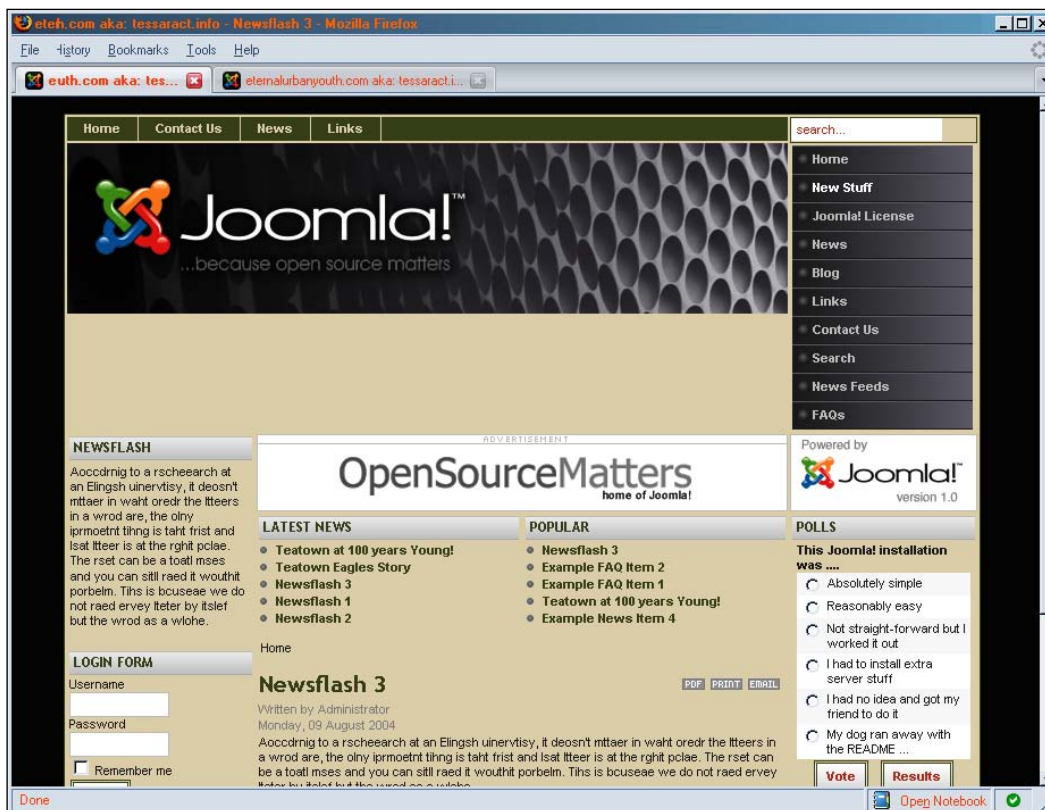 eteh.com aka: tessaract.info - Newsflash 3 - Mozilla Firefox
File History Bookmarks Tools Help
euth.com aka: tes... eternalurbanyouth.com aka: tessaract.i...
Home Contact Us News Links
search...
Joomla!™
...because open source matters
Home
New Stuff
Joomla! License
News
Blog
Links
Contact Us
Search
News Feeds
FAQs
NEWSFLASH
Aoccdrnig to a rscheearch at
an Elingsh uinervtisy, it deosn't
mttaer in waht oredr the ltteers
in a wrod are, the olny
iprmoetnt tihng is taht frist and
lsat ltteer is at the rghit pclae.
The rset can be a toatl mses
and you can sitll raed it wouthit
porbelm. Tihs is bcuseae we do
not raed ervey lteter by itslef
but the wrod as a wlohe.
ADVERTISEMENT
OpenSourceMatters
home of Joomla!
Powered by
Joomla!™
version 1.0
LATEST NEWS
Teatown at 100 years Young!
Teatown Eagles Story
Newsflash 3
Newsflash 1
Newsflash 2
POPULAR
Newsflash 3
Example FAQ Item 2
Example FAQ Item 1
Teatown at 100 years Young!
Example News Item 4
POLLS
This Joomla! installation
was ....
Absolutely simple
Reasonably easy
Not straight-forward but I
worked it out
I had to install extra
server stuff
I had no idea and got my
friend to do it
My dog ran away with
the README ...
Vote Results
LOGIN FORM
Username
Password
Remember me
Home
Newsflash 3
PDF PRINT EMAIL
Written by Administrator
Monday, 09 August 2004
Aoccdrnig to a rscheearch at an Elingsh uinervtisy, it deosn't mttaer in waht oredr the ltteers in
a wrod are, the olny iprmoetnt tihng is taht frist and lsat ltteer is at the rghit pclae. The rset can
be a toatl mses and you can sitll raed it wouthit porbelm. Tihs is bcuseae we do not raed ervey
lteter by itslef but the wrod as a wlohe.
Done
Open Notebook